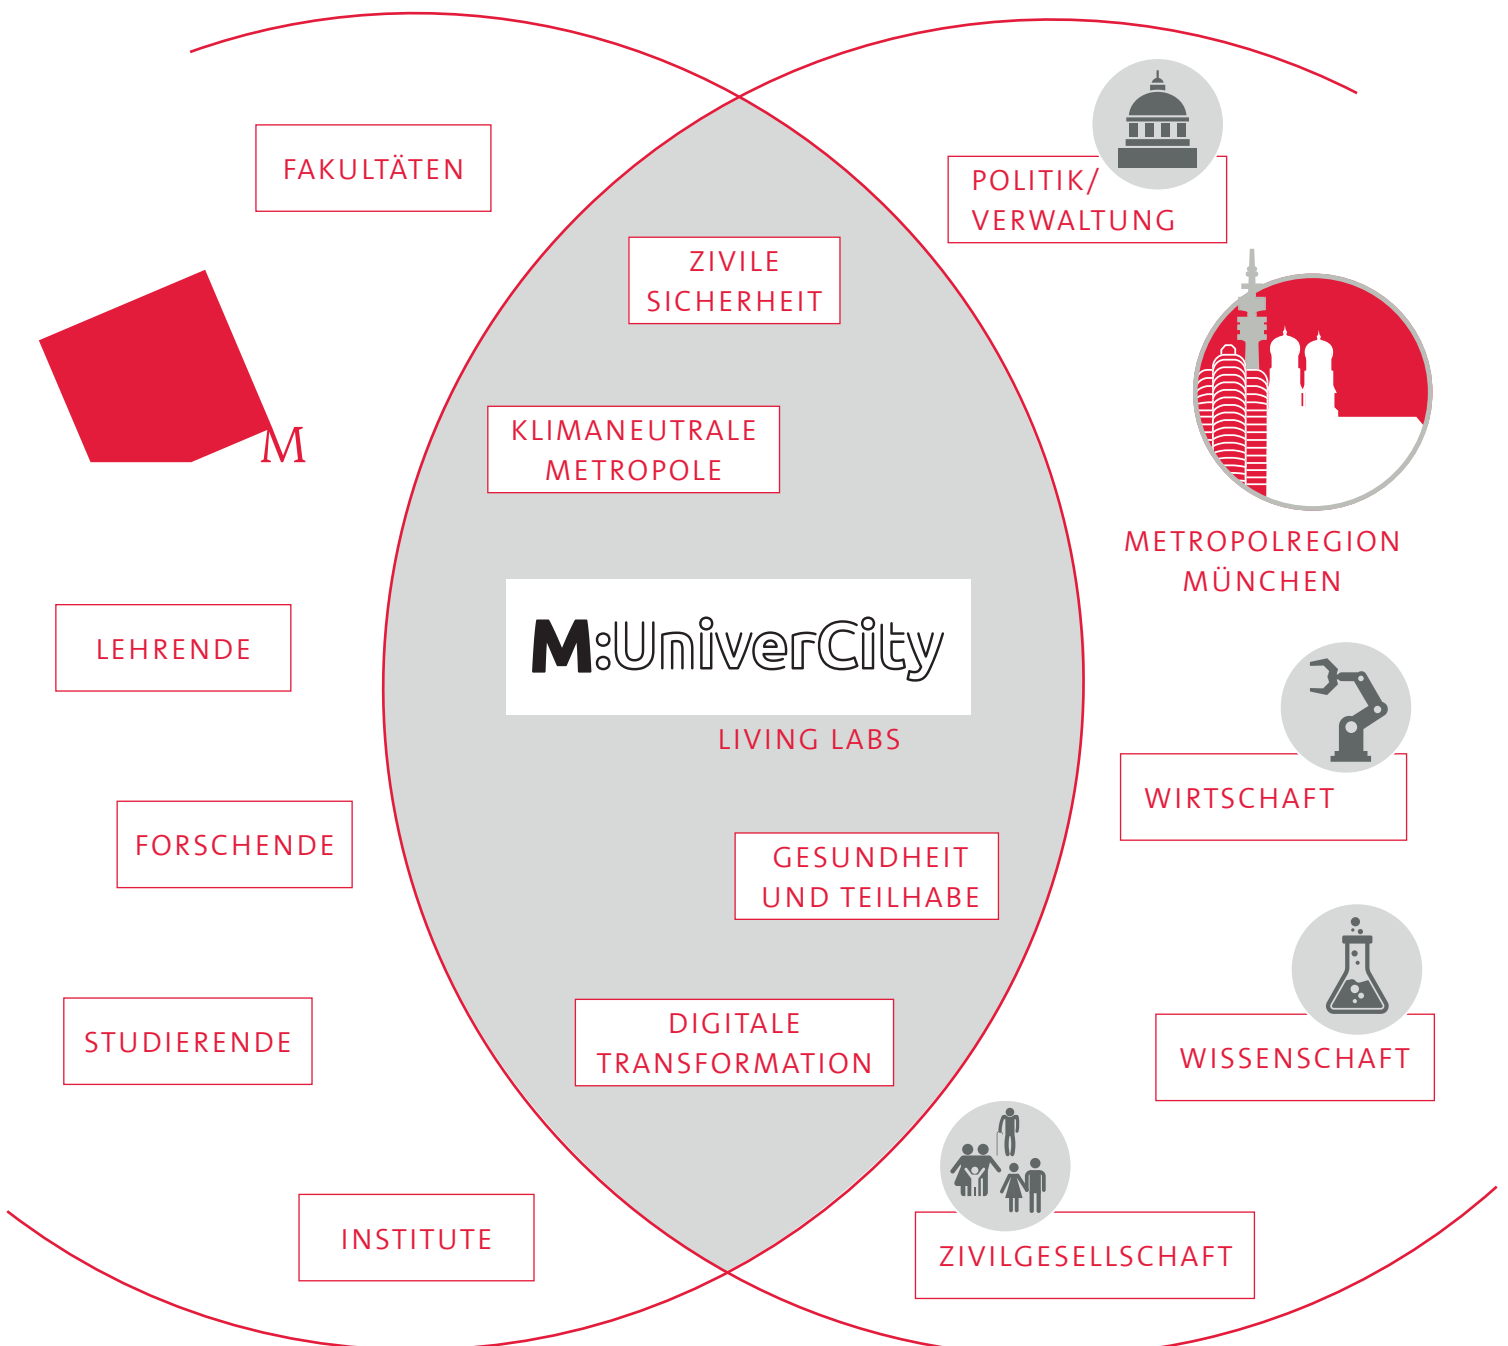 FAKULTÄTEN
M
LEHRENDE
FORSCHENDE
STUDIERENDE
INSTITUTE
ZIVILE
SICHERHEIT
KLIMANEUTRALE
METROPOLE
M:UniverCity
LIVING LABS
GESUNDHEIT
UND TEILHABE
DIGITALE
TRANSFORMATION
POLITIK/
VERWALTUNG
METROPOLREGION
MÜNCHEN
WIRTSCHAFT
WISSENSCHAFT
ZIVILGESELLSCHAFT